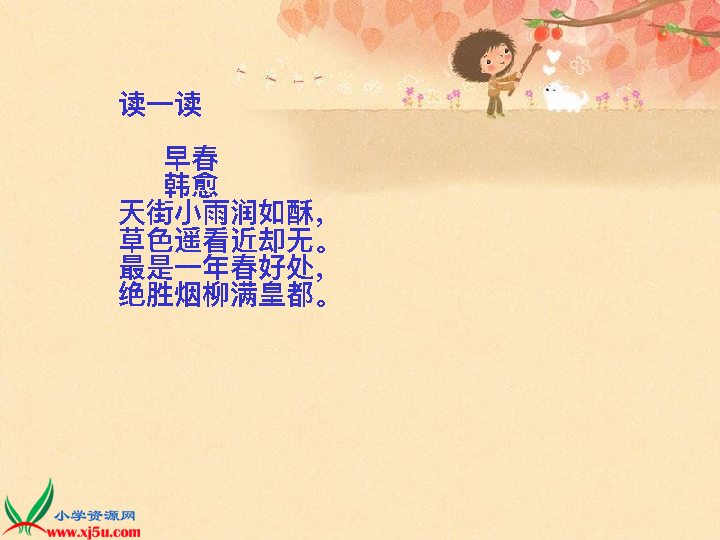 读一读
早春
韩愈
天街小雨润如酥，
草色遥看近却无。
最是一年春好处，
绝胜烟柳满皇都。
小学资源网
www.xj5u.com